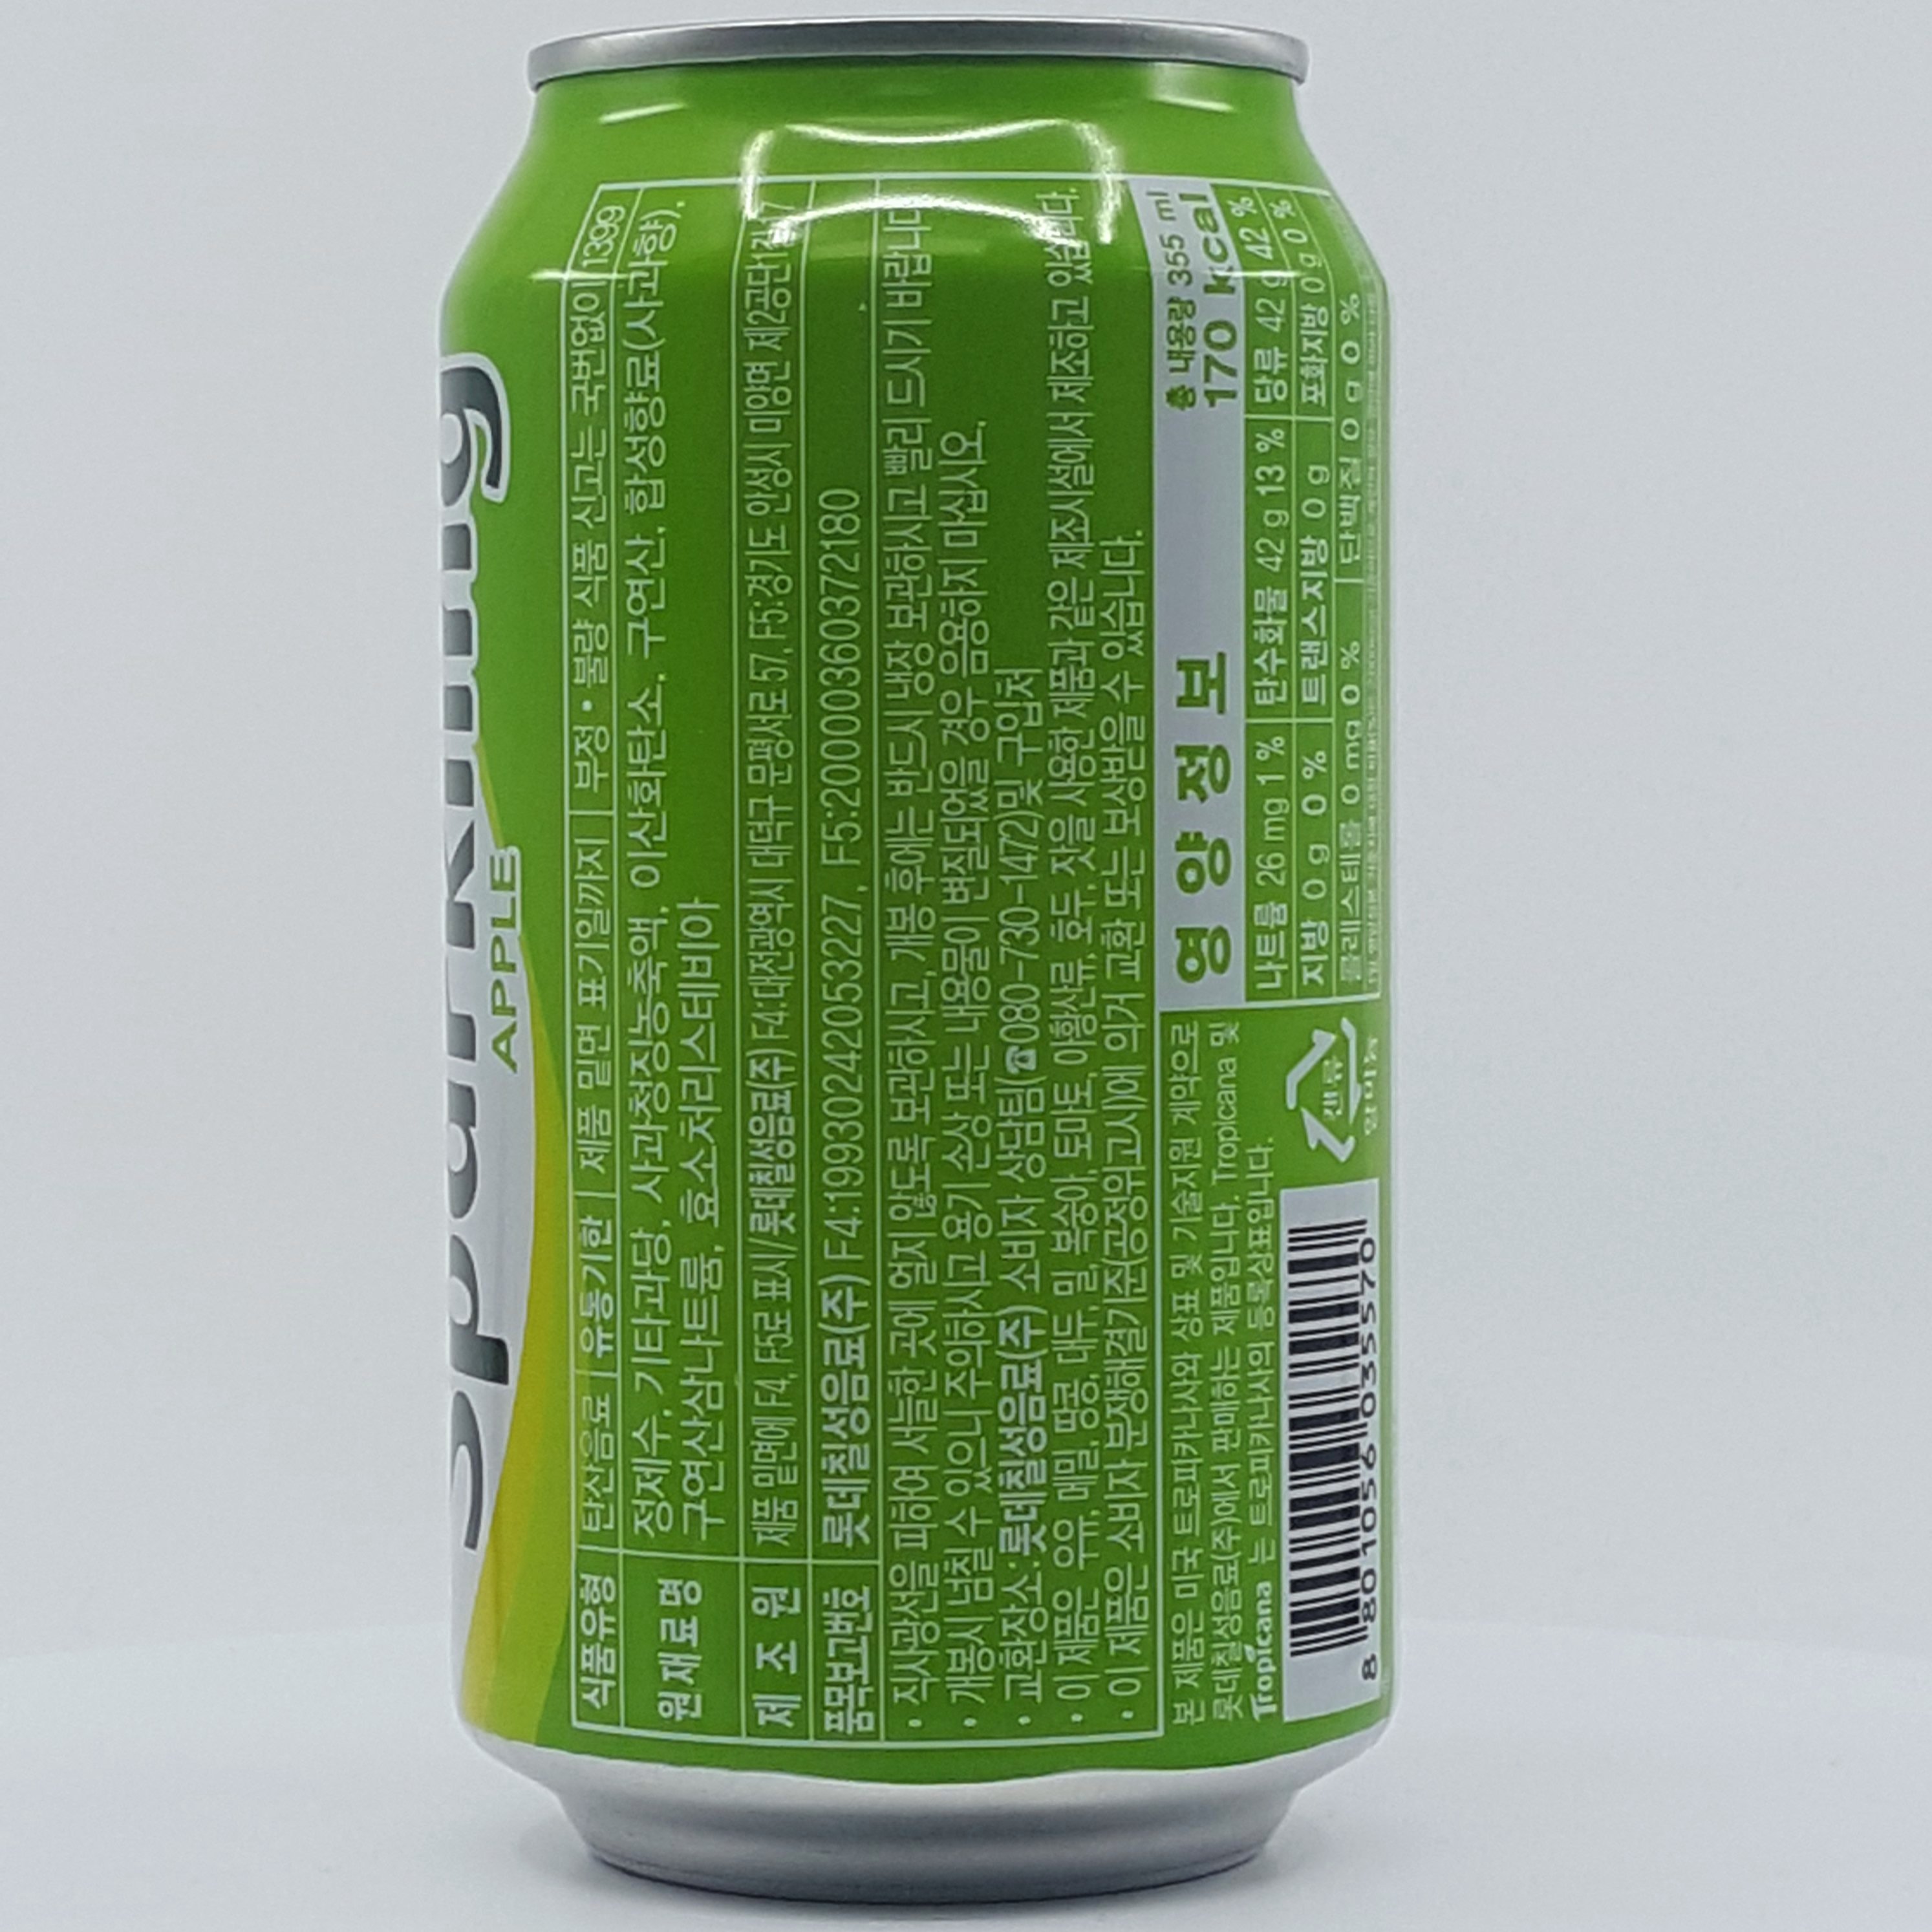 Sparkling
APPLE
식품유형 탄산음료 유통기한 제품 밑면 표기일까지 부정·불량 식품 신고는 국번없이 1399
원재료명 정제수, 기타과당, 사과청징농축액, 이산화탄소, 구연산, 합성향료(사과향),
구연산삼나트륨, 효소처리스테비아
제조원 제품 밑면에 F4, F5로 표시/롯데칠성음료(주) F4:대전광역시 대덕구 문평서로 57, F5:경기도 안성시 미양면 제2공단1길
품목보고번호 롯데칠성음료(주) F4:19930242053227, F5:20000360372180
• 직사광선을 피하여 서늘한 곳에 얼지 않도록 보관하시고, 개봉 후에는 반드시 냉장 보관하시고 빨리 드시기 바랍니다
• 개봉시 넘칠 수 있으니 주의하시고 용기 손상 또는 내용물이 변질되었을 경우 음용하지 마십시오.
• 교환장소:롯데칠성음료(주) 소비자 상담팀(☎080-730-1472)및 구입처
• 이 제품은 우유, 메밀, 땅콩, 대두, 밀, 복숭아, 토마토, 아황산류, 호두, 잣을 사용한 제품과 같은 제조시설에서 제조하고 있습니다.
• 이 제품은 소비자 분쟁해결기준(공정위고시)에 의거 교환 또는 보상받을 수 있습니다.
영양정보
총 내용량 355 ml
170 kcal
나트륨 26 mg 1 % 탄수화물 42 g 13 % 당류 42 g 42 %
지방 0 g 0 % 트랜스지방 0 g 포화지방 0 g 0 %
콜레스테롤 0 mg 0 % 단백질 0 g 0 %
본 제품은 미국 트로피카나사와 상표 및 기술지원 계약으로
롯데칠성음료(주)에서 판매하는 제품입니다. Tropicana 및
Tropicana 는 트로피카나사의 등록상표입니다.
캔류
알미늄
8 801056 035570